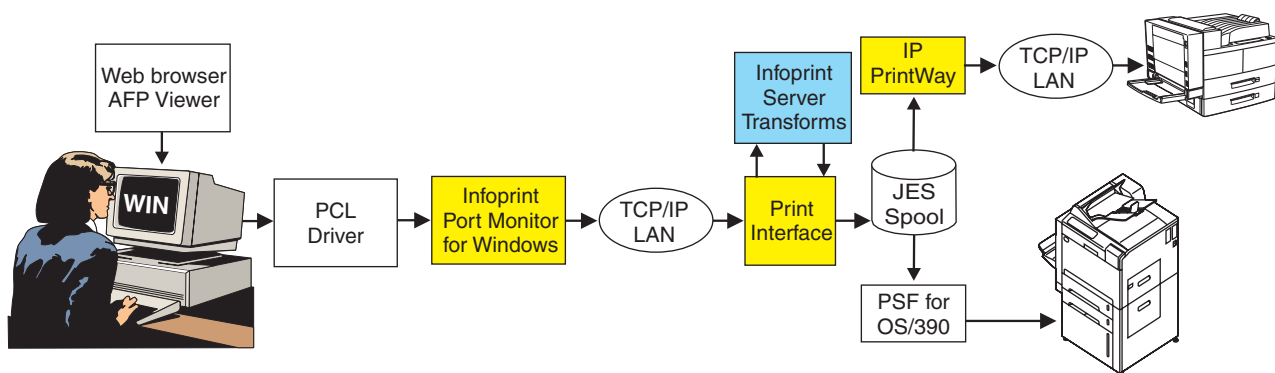 Web browser
AFP Viewer
WIN
PCL
Driver
Infoprint
Port Monitor
for Windows
TCP/IP
LAN
Print
Interface
Infoprint
Server
Transforms
JES
Spool
IP
PrintWay
TCP/IP
LAN
PSF for
OS/390